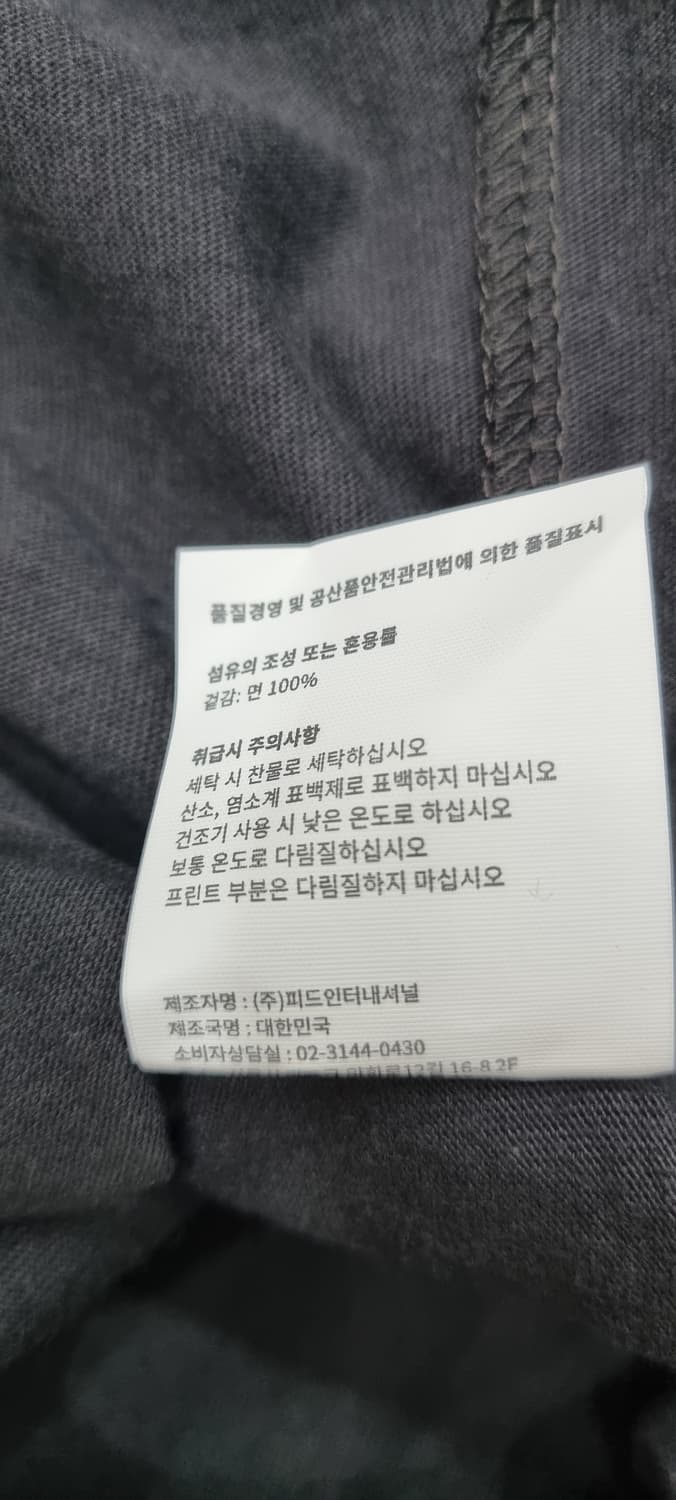 품질경영 및 공산품안전관리법에 의한 품질표시
섬유의 조성 또는 혼용률
겉감: 면 100%
취급시 주의사항
세탁 시 찬물로 세탁하십시오
산소, 염소계 표백제로 표백하지 마십시오
건조기 사용 시 낮은 온도로 하십시오
보통 온도로 다림질하십시오
프린트 부분은 다림질하지 마십시오
제조자명 : (주)피드인터내셔널
제조국명 : 대한민국
소비자상담실 : 02-3144-0430
12길 16-8 2F